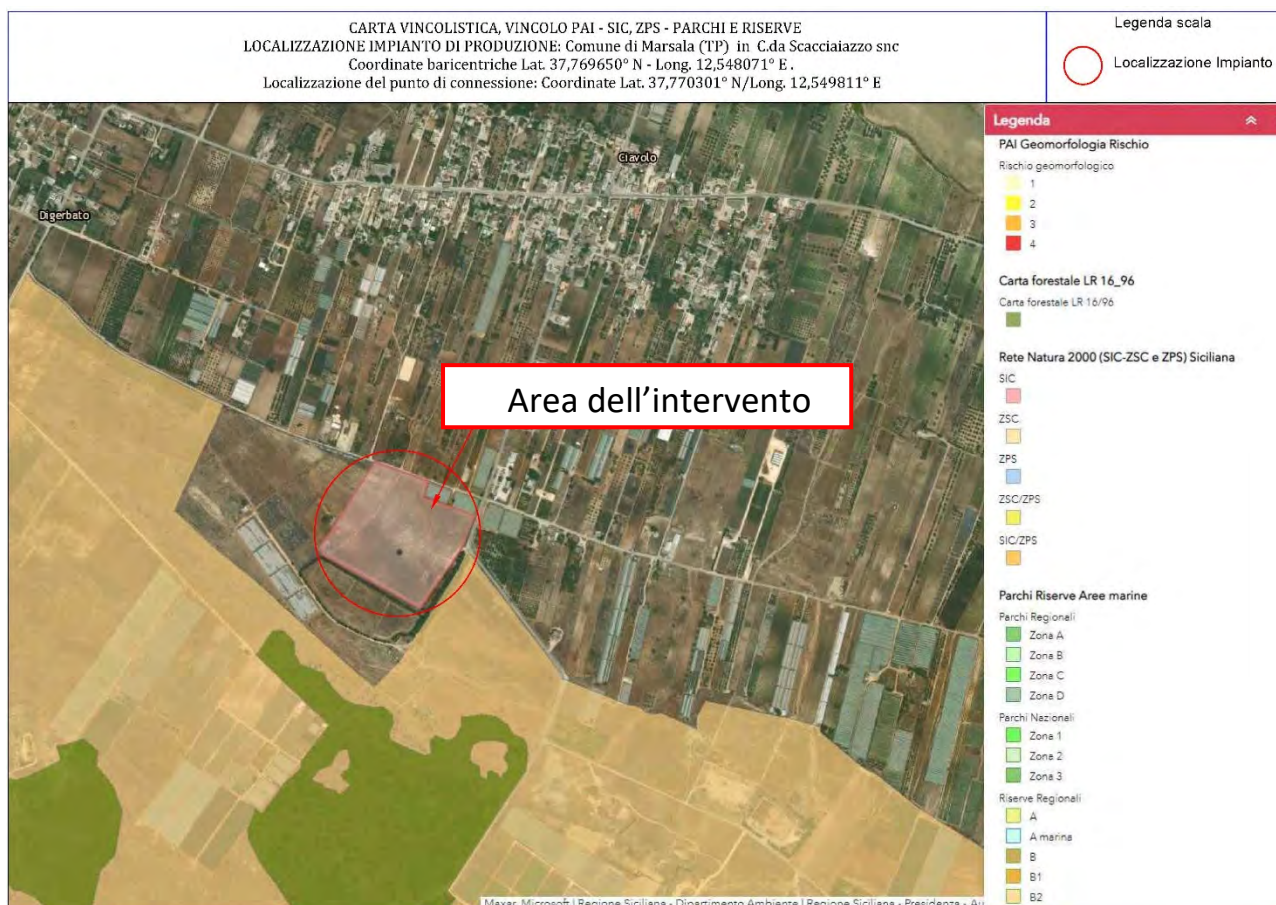 CARTA VINCOLISTICA, VINCOLO PAI - SIC, ZPS - PARCHI E RISERVE
LOCALIZZAZIONE IMPIANTO DI PRODUZIONE: Comune di Marsala (TP) in C.da Scacciaiazzo snc
Coordinate baricentriche Lat. 37,769650° N - Long. 12,548071° E .
Localizzazione del punto di connessione: Coordinate Lat. 37,770301° N/Long. 12,549811° E
Legenda scala
Localizzazione Impianto
Ciavolo
Digerbato
Area dell’intervento
Legenda
PAI Geomorfologia Rischio
Rischio geomorfologico
1
2
3
4
Carta forestale LR 16_96
Carta forestale LR 16/96
Rete Natura 2000 (SIC-ZSC e ZPS) Siciliana
SIC
ZSC
ZPS
ZSC/ZPS
SIC/ZPS
Parchi Riserve Aree marine
Parchi Regionali
Zona A
Zona B
Zona C
Zona D
Parchi Nazionali
Zona 1
Zona 2
Zona 3
Riserve Regionali
A
A marina
B
B1
B2
Maxar, Microsoft | Regione Siciliana - Dipartimento Ambiente | Regione Siciliana - Presidenza - Au